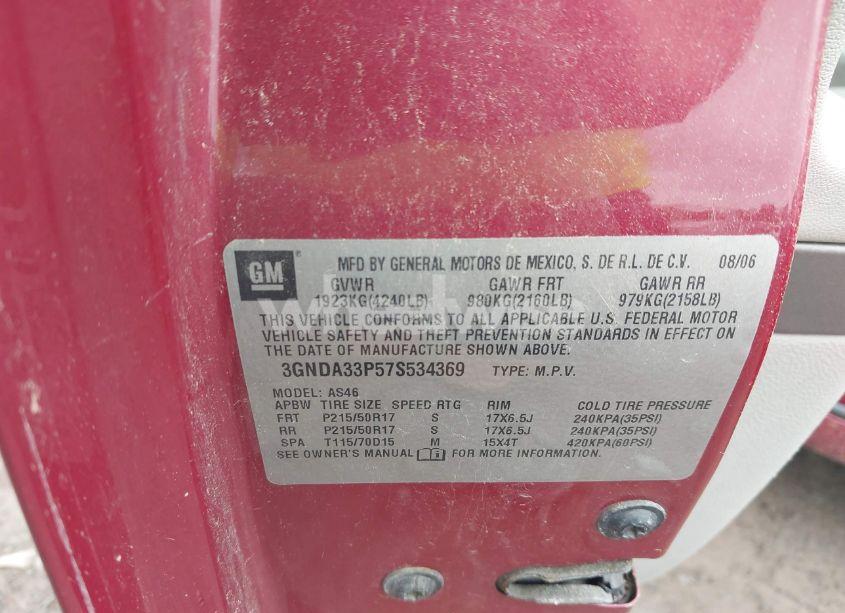 GM ® MFD BY GENERAL MOTORS DE MEXICO, S. DE R.L. DE C.V. 08/06
GVWR GAWR FRT GAWR RR
1923KG(4240LB) 980KG(2160LB) 979KG(2158LB)
THIS VEHICLE CONFORMS TO ALL APPLICABLE U.S. FEDERAL MOTOR
VEHICLE SAFETY AND THEFT PREVENTION STANDARDS IN EFFECT ON
THE DATE OF MANUFACTURE SHOWN ABOVE.
3GNDA33P57S534369 TYPE: M.P.V.
MODEL: AS46
APBW TIRE SIZE SPEED RTG RIM COLD TIRE PRESSURE
FRT P215/50R17 S 17X6.5J 240KPA(35PSI)
RR P215/50R17 S 17X6.5J 240KPA(35PSI)
SPA T115/70D15 M 15X4T 420KPA(60PSI)
SEE OWNER'S MANUAL FOR MORE INFORMATION.